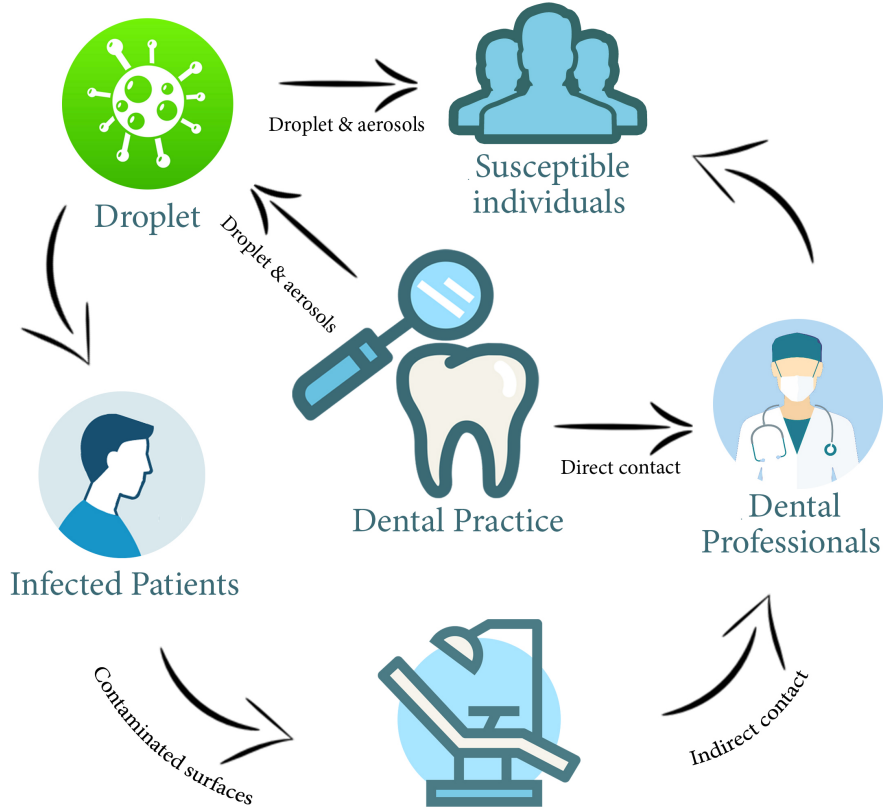 Droplet & aerosols
Susceptible
individuals
Droplet
Droplet & aerosols
Direct contact
Dental Practice
Dental
Professionals
Infected Patients
Contaminated surfaces
Indirect contact